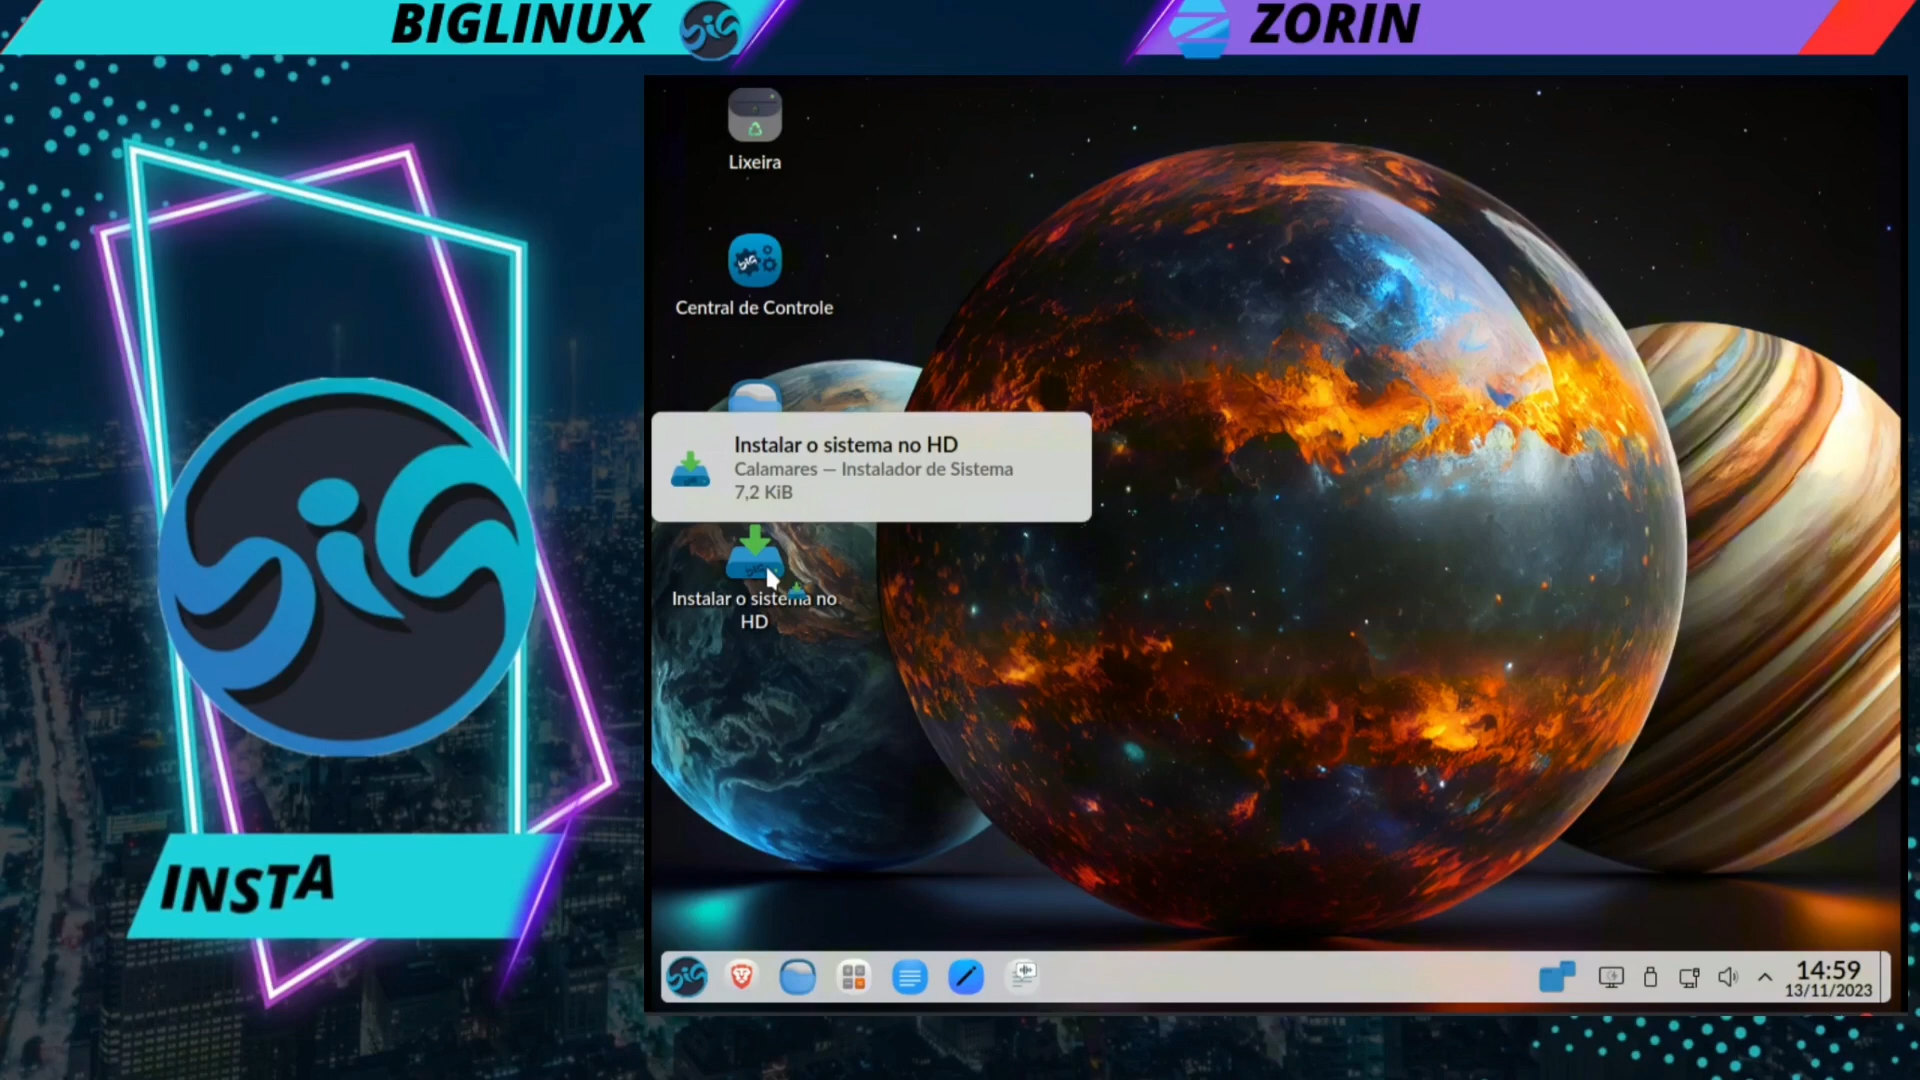 BIGLINUX
ZORIN
Lixeira
Central de Controle
Instalar o sistema no HD
Calamares — Instalador de Sistema
7,2 KiB
Instalar o sistema no
HD
BIG
INSTA
14:59
13/11/2023